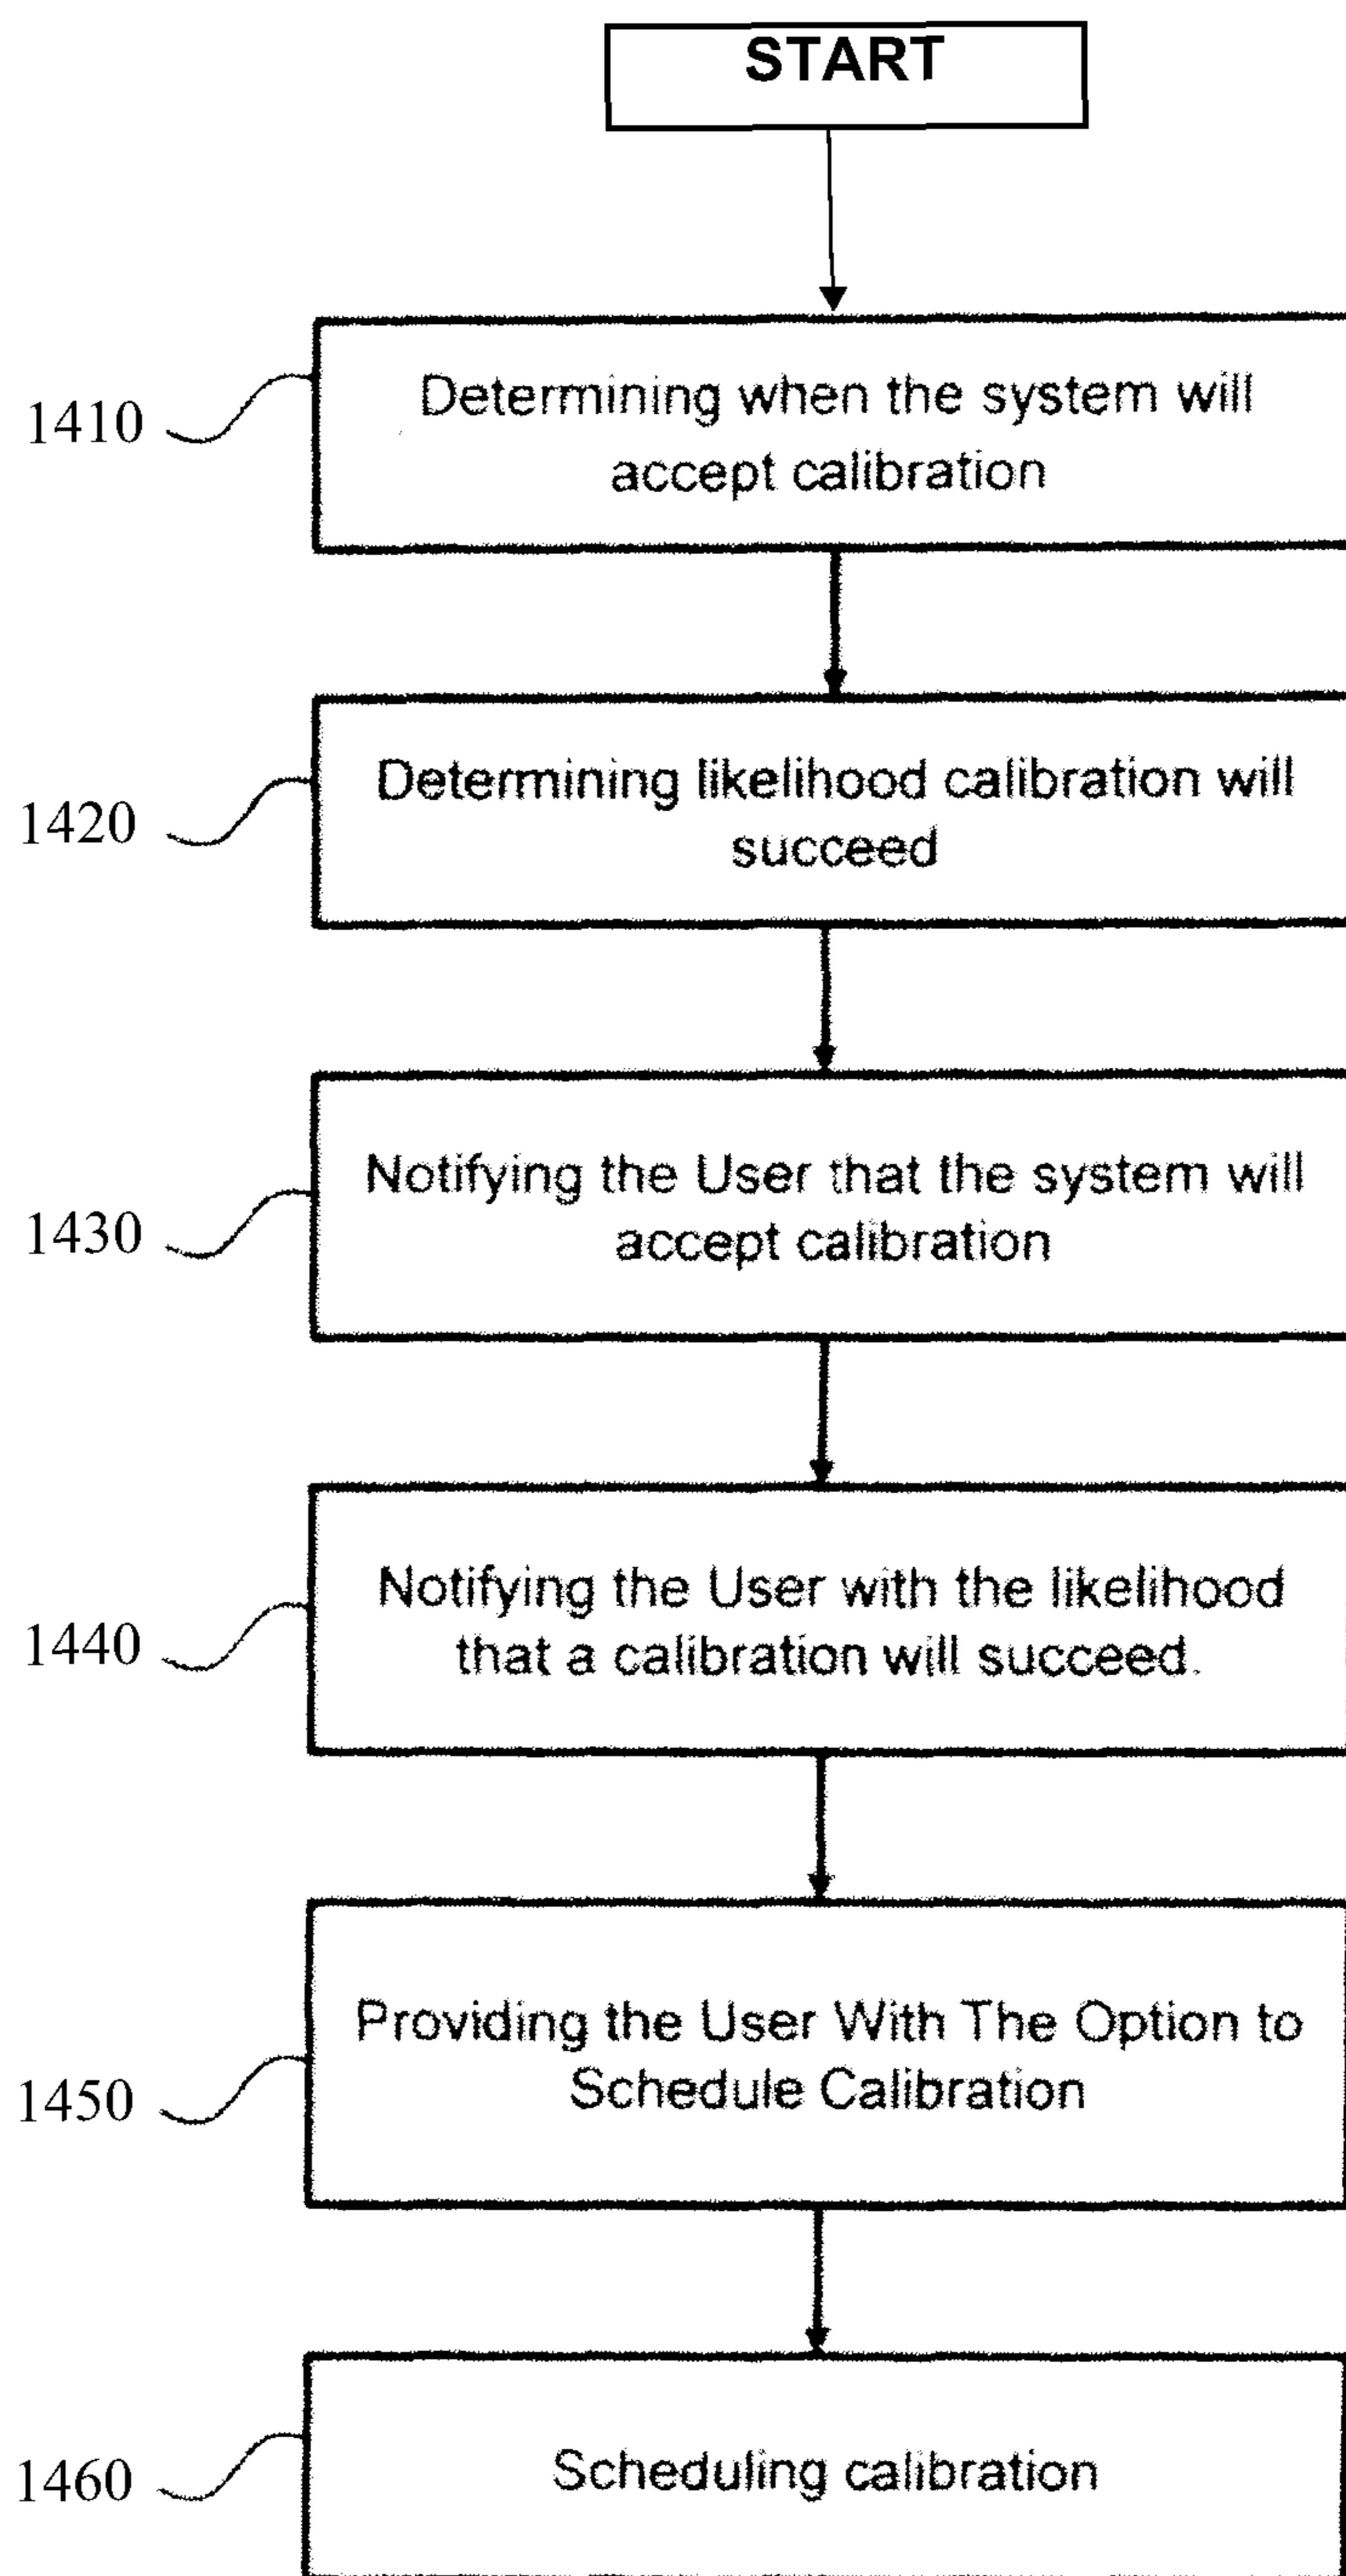 START
1410
Determining when the system will
accept calibration
1420
Determining likelihood calibration will
succeed
1430
Notifying the User that the system will
accept calibration
1440
Notifying the User with the likelihood
that a calibration will succeed.
1450
Providing the User With The Option to
Schedule Calibration
1460
Scheduling calibration